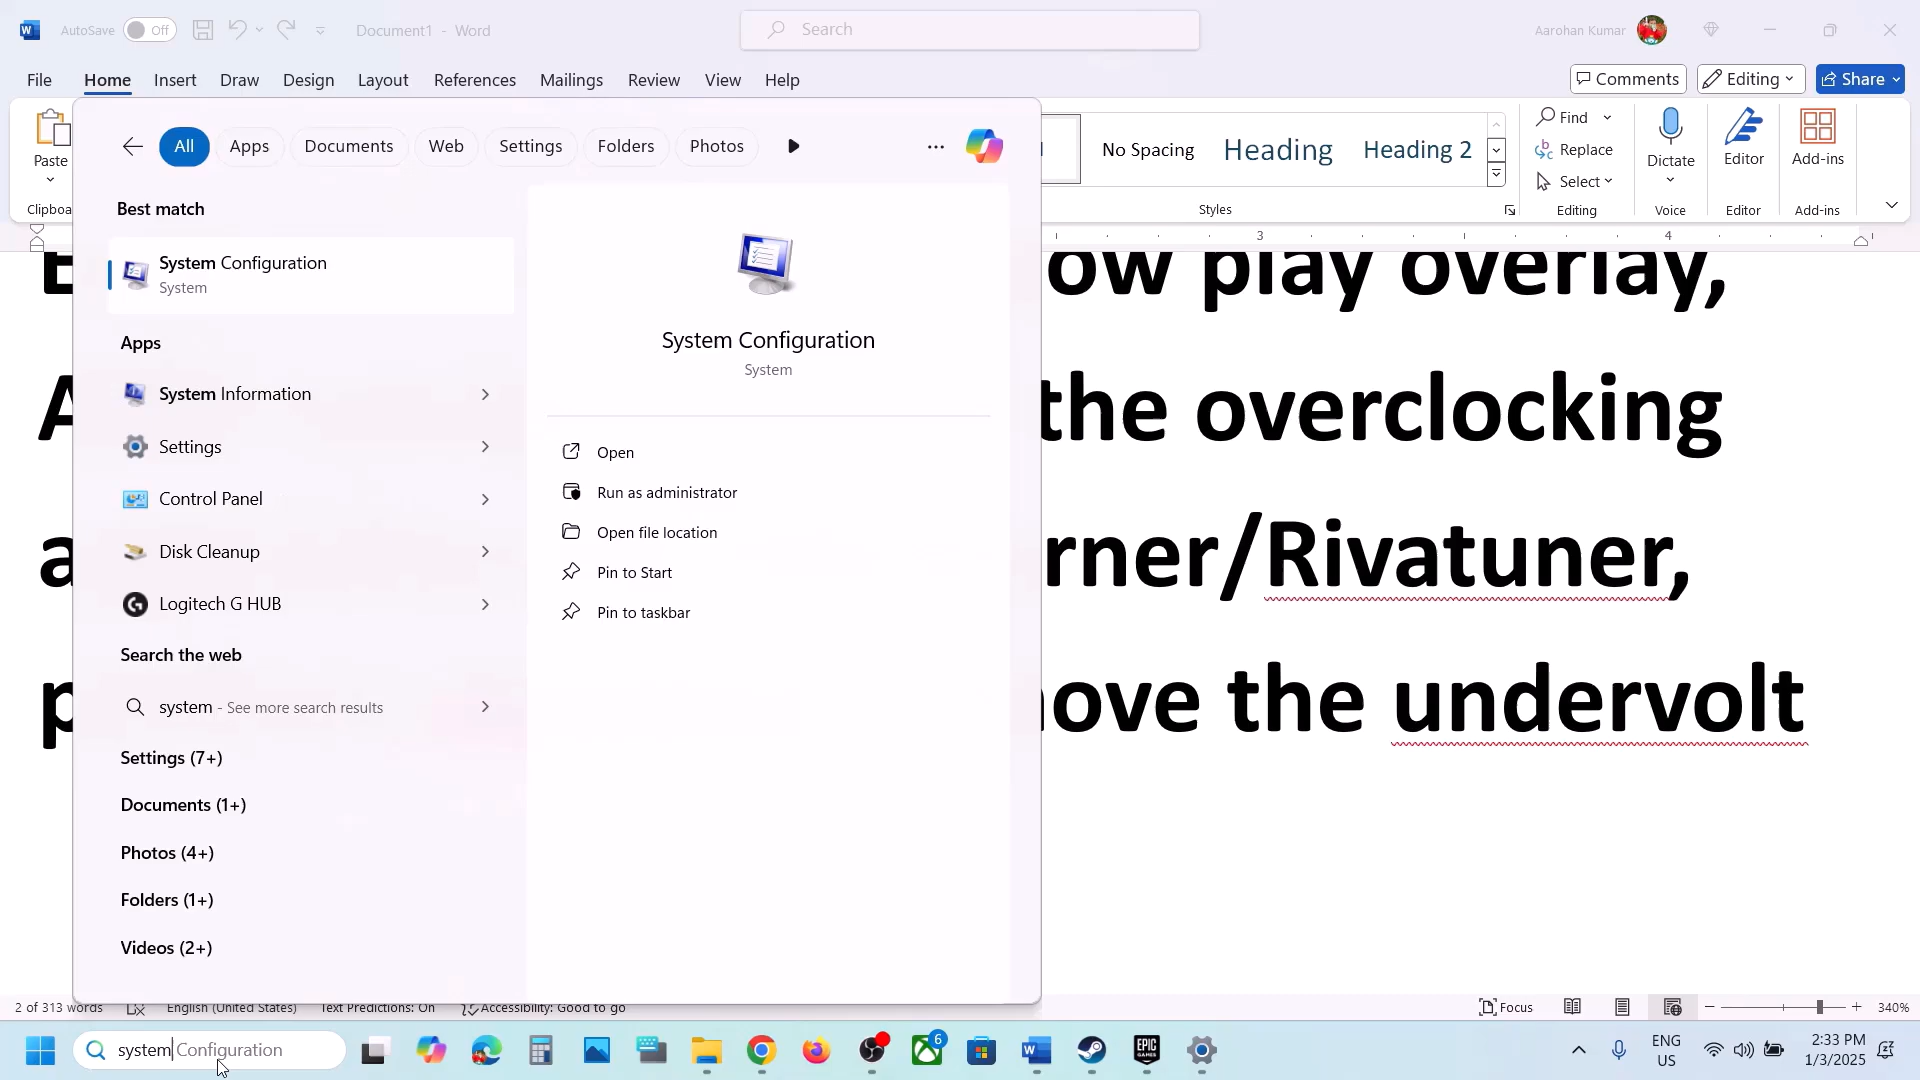 AutoSave Off Document1 - Word Search Aarohan Kumar
File Home Insert Draw Design Layout References Mailings Review View Help Comments Editing Share
Paste
Clipboa
No Spacing Heading Heading 2
Styles
Find
Replace
Select
Editing
Dictate
Voice
Editor
Editor
Add-ins
Add-ins
3 4
All Apps Documents Web Settings Folders Photos
Best match
System Configuration
System
Apps
System Information
Settings
Control Panel
Disk Cleanup
Logitech G HUB
Search the web
system - See more search results
Settings (7+)
Documents (1+)
Photos (4+)
Folders (1+)
Videos (2+)
System Configuration
System
Open
Run as administrator
Open file location
Pin to Start
Pin to taskbar
ow play overlay,
the overclocking
rner/Rivatuner,
ove the undervolt
2 of 313 words English (United States) Text Predictions: On Accessibility: Good to go Focus 340%
system Configuration
6
EPIC GAMES
ENG
US
2:33 PM
1/3/2025